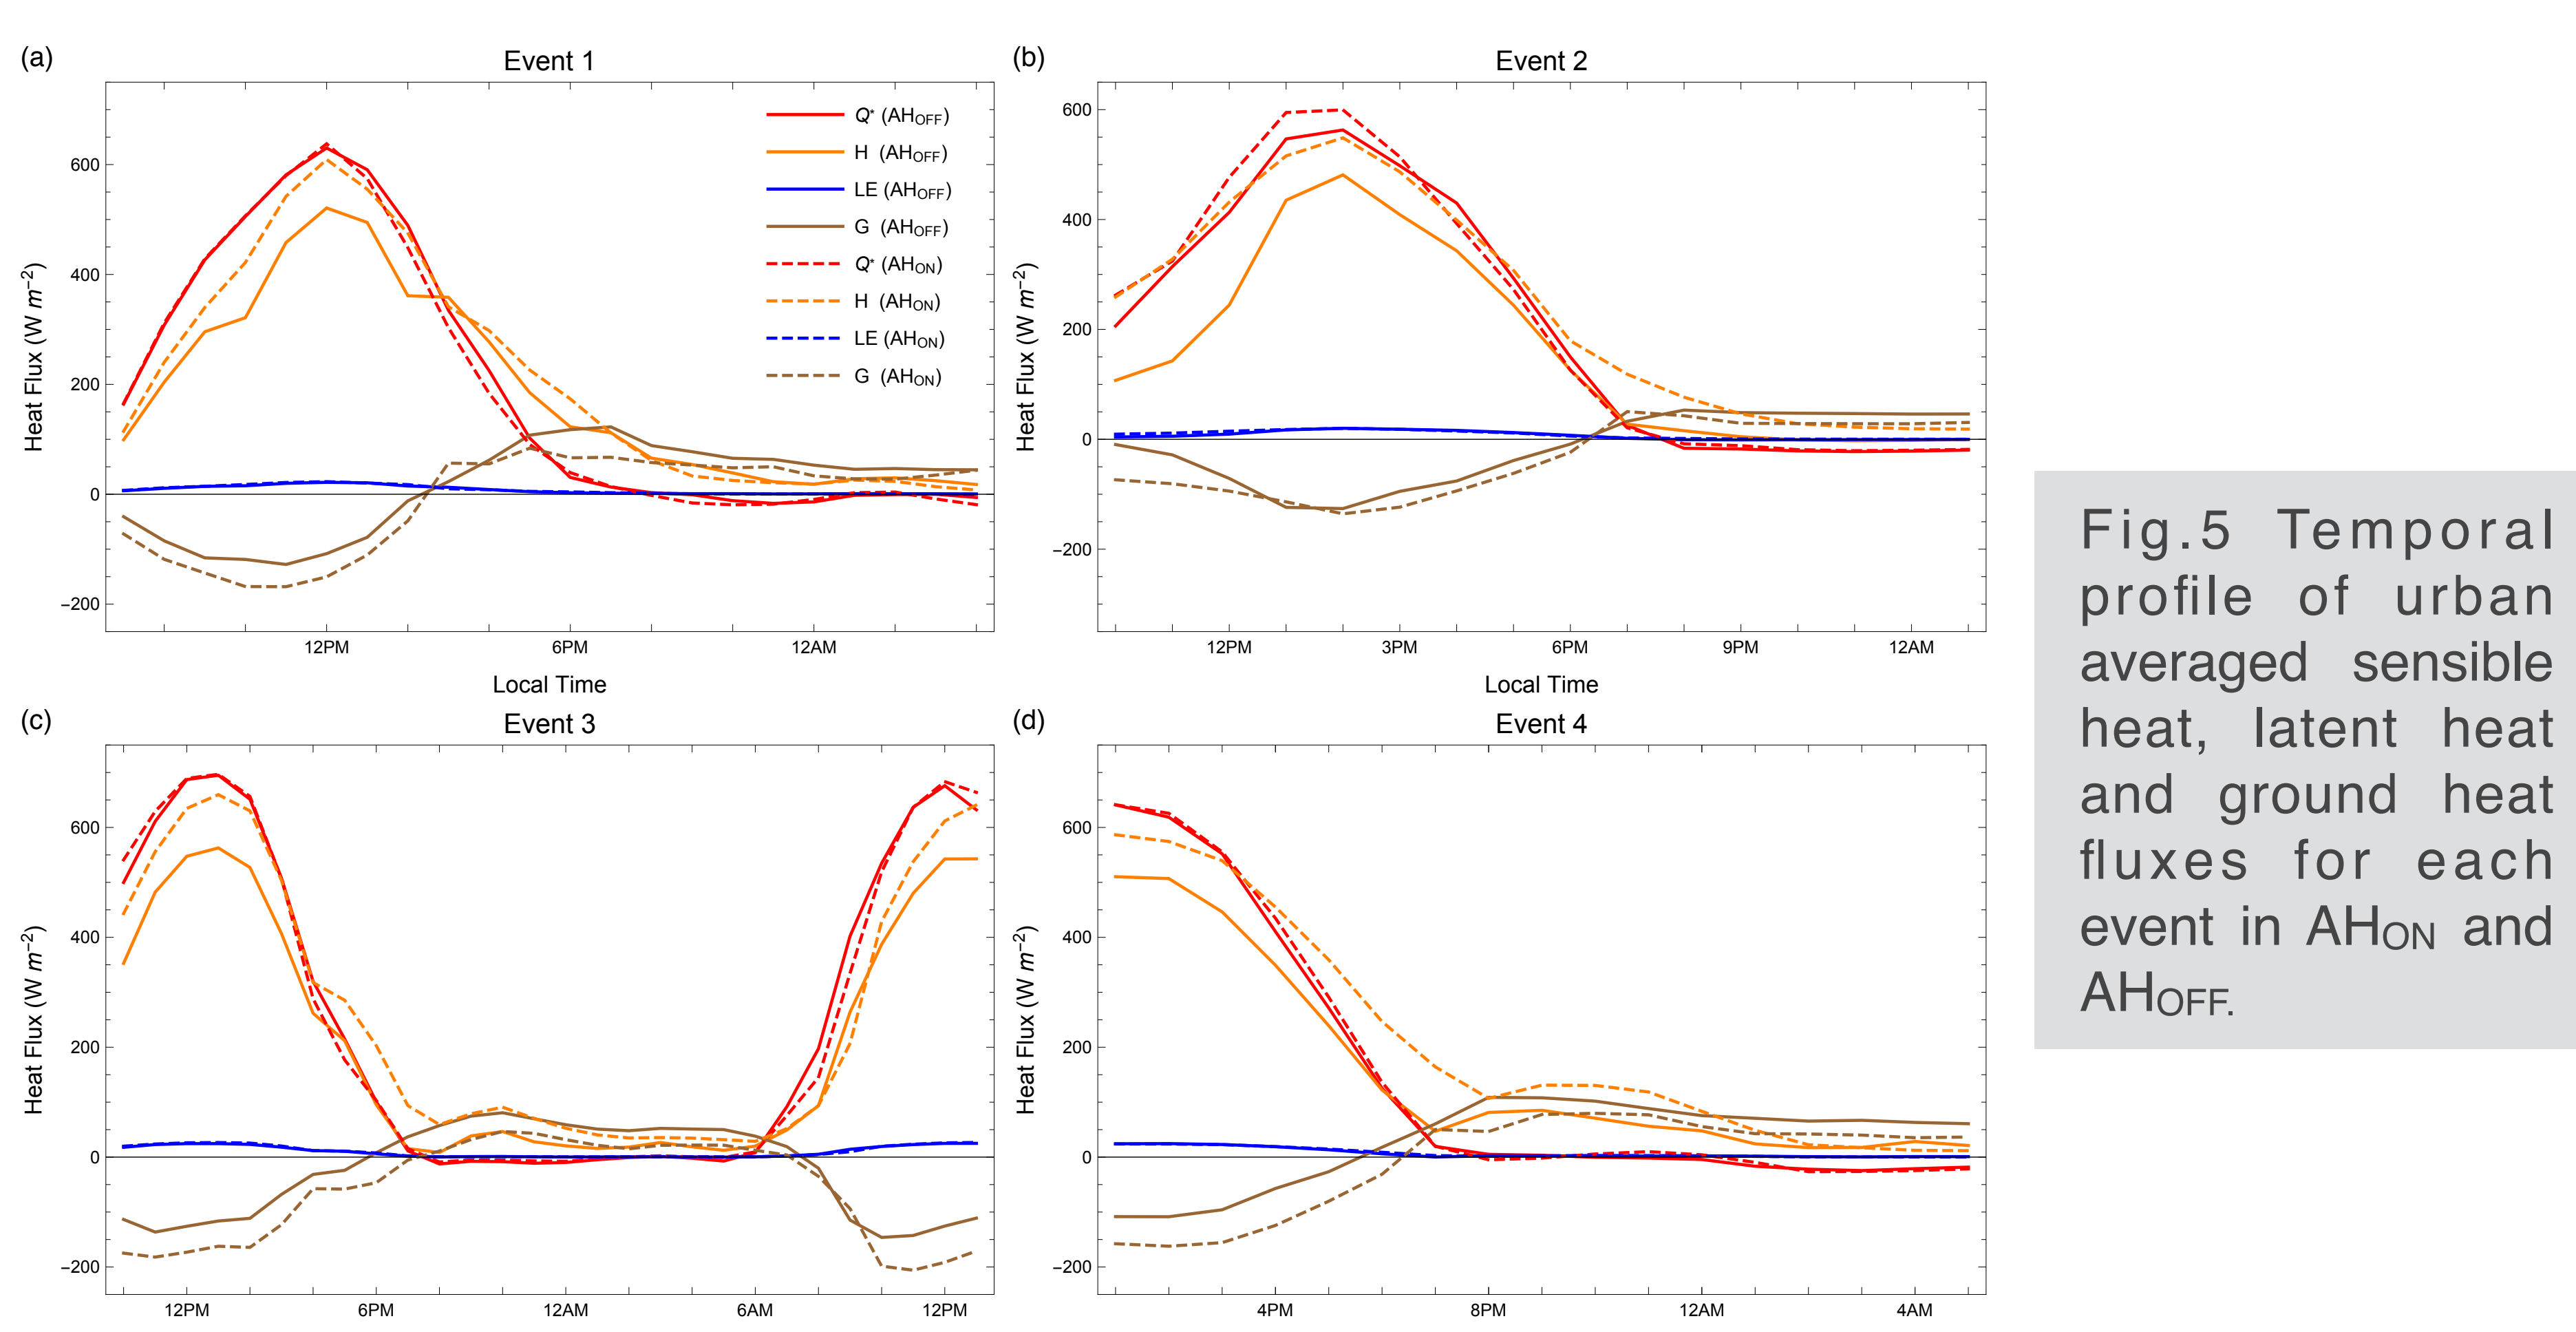 (a)
Event 1
Heat Flux (W m⁻²)
600
400
200
0
−200
12PM
6PM
12AM
Local Time
Q* (AHOFF)
H (AHOFF)
LE (AHOFF)
G (AHOFF)
Q* (AHON)
H (AHON)
LE (AHON)
G (AHON)
(b)
Event 2
Heat Flux (W m⁻²)
600
400
200
0
−200
12PM
3PM
6PM
9PM
12AM
Local Time
(c)
Event 3
Heat Flux (W m⁻²)
600
400
200
0
−200
12PM
6PM
12AM
6AM
12PM
(d)
Event 4
Heat Flux (W m⁻²)
600
400
200
0
−200
4PM
8PM
12AM
4AM
Fig.5 Temporal
profile of urban
averaged sensible
heat, latent heat
and ground heat
fluxes for each
event in AHON and
AHOFF.